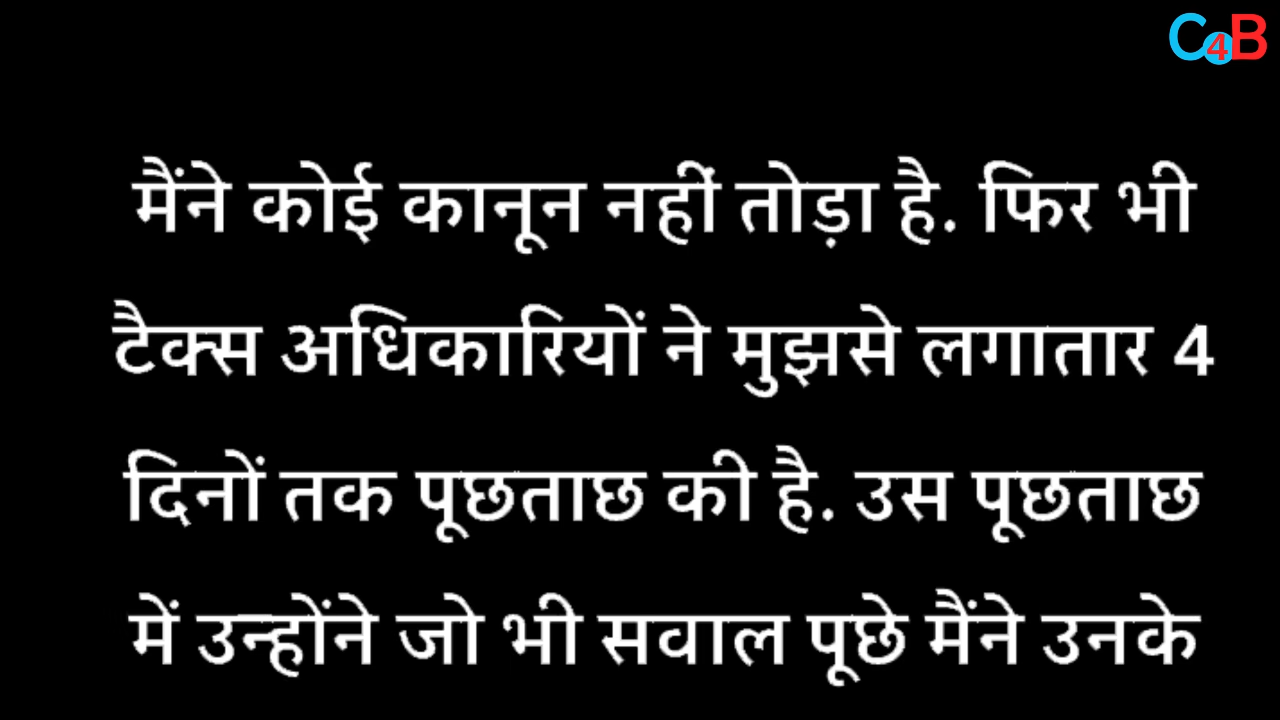 C4B
मैंने कोई कानून नहीं तोड़ा है. फिर भी
टैक्स अधिकारियों ने मुझसे लगातार 4
दिनों तक पूछताछ की है. उस पूछताछ
में उन्होंने जो भी सवाल पूछे मैंने उनके